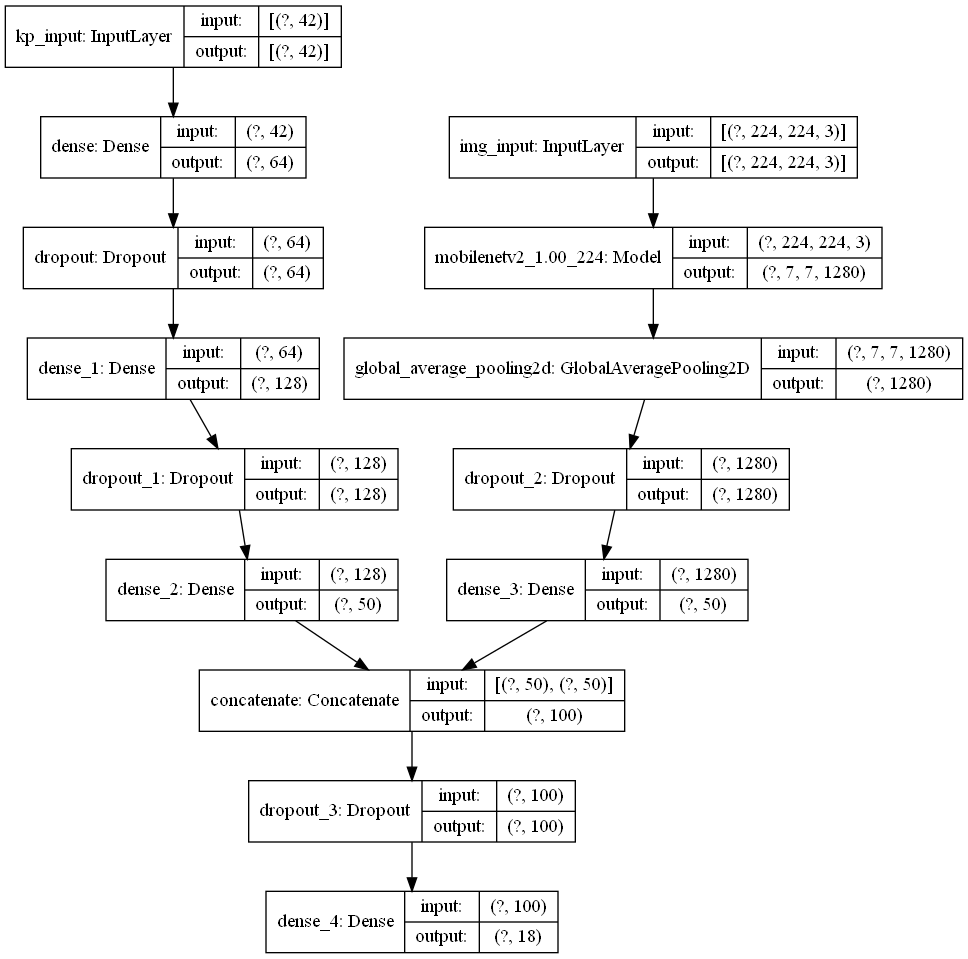 kp_input: InputLayer
input:
[(?, 42)]
output:
[(?, 42)]
dense: Dense
input:
(?, 42)
output:
(?, 64)
img_input: InputLayer
input:
[(?, 224, 224, 3)]
output:
[(?, 224, 224, 3)]
dropout: Dropout
input:
(?, 64)
output:
(?, 64)
mobilenetv2_1.00_224: Model
input:
(?, 224, 224, 3)
output:
(?, 7, 7, 1280)
dense_1: Dense
input:
(?, 64)
output:
(?, 128)
global_average_pooling2d: GlobalAveragePooling2D
input:
(?, 7, 7, 1280)
output:
(?, 1280)
dropout_1: Dropout
input:
(?, 128)
output:
(?, 128)
dropout_2: Dropout
input:
(?, 1280)
output:
(?, 1280)
dense_2: Dense
input:
(?, 128)
output:
(?, 50)
dense_3: Dense
input:
(?, 1280)
output:
(?, 50)
concatenate: Concatenate
input:
[(?, 50), (?, 50)]
output:
(?, 100)
dropout_3: Dropout
input:
(?, 100)
output:
(?, 100)
dense_4: Dense
input:
(?, 100)
output:
(?, 18)